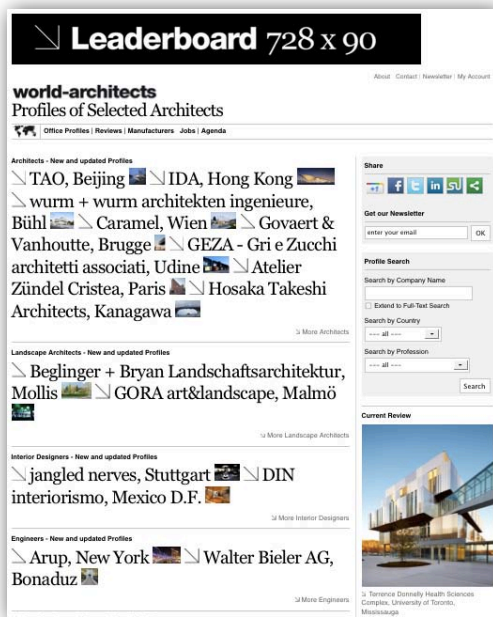 Leaderboard 728 x 90
About | Contact | Newsletter | My Account
world-architects
Profiles of Selected Architects
Office Profiles | Reviews | Manufacturers Jobs | Agenda
Architects - New and updated Profiles
TAO, Beijing IDA, Hong Kong
wurm + wurm architekten ingenieure,
Bühl Caramel, Wien Govaert &
Vanhoutte, Brugge GEZA - Gri e Zucchi
architetti associati, Udine Atelier
Zündel Cristea, Paris Hosaka Takeshi
Architects, Kanagawa
More Architects
Landscape Architects - New and updated Profiles
Beglinger + Bryan Landschaftsarchitektur,
Mollis GORA art&landscape, Malmö
More Landscape Architects
Interior Designers - New and updated Profiles
jangled nerves, Stuttgart DIN
interiorismo, Mexico D.F.
More Interior Designers
Engineers - New and updated Profiles
Arup, New York Walter Bieler AG,
Bonaduz
More Engineers
Share
+1 f t in
Get our Newsletter
enter your email OK
Profile Search
Search by Company Name
Extend to Full-Text Search
Search by Country
--- all ---
Search by Profession
--- all ---
Search
Current Review
Terrence Donnelly Health Sciences
Complex, University of Toronto,
Mississauga